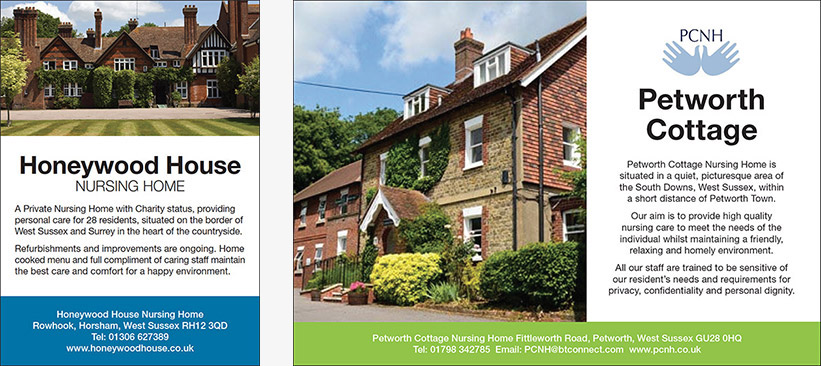 Honeywood House
NURSING HOME
A Private Nursing Home with Charity status, providing
personal care for 28 residents, situated on the border of
West Sussex and Surrey in the heart of the countryside.
Refurbishments and improvements are ongoing. Home
cooked menu and full compliment of caring staff maintain
the best care and comfort for a happy environment.
Honeywood House Nursing Home
Rowhook, Horsham, West Sussex RH12 3QD
Tel: 01306 627389
www.honeywoodhouse.co.uk
PCNH
Petworth
Cottage
Petworth Cottage Nursing Home is
situated in a quiet, picturesque area of
the South Downs, West Sussex, within
a short distance of Petworth Town.
Our aim is to provide high quality
nursing care to meet the needs of the
individual whilst maintaining a friendly,
relaxing and homely environment.
All our staff are trained to be sensitive of
our resident's needs and requirements for
privacy, confidentiality and personal dignity.
Petworth Cottage Nursing Home Fittleworth Road, Petworth, West Sussex GU28 0HQ
Tel: 01798 342785 Email: PCNH@btconnect.com www.pcnh.co.uk